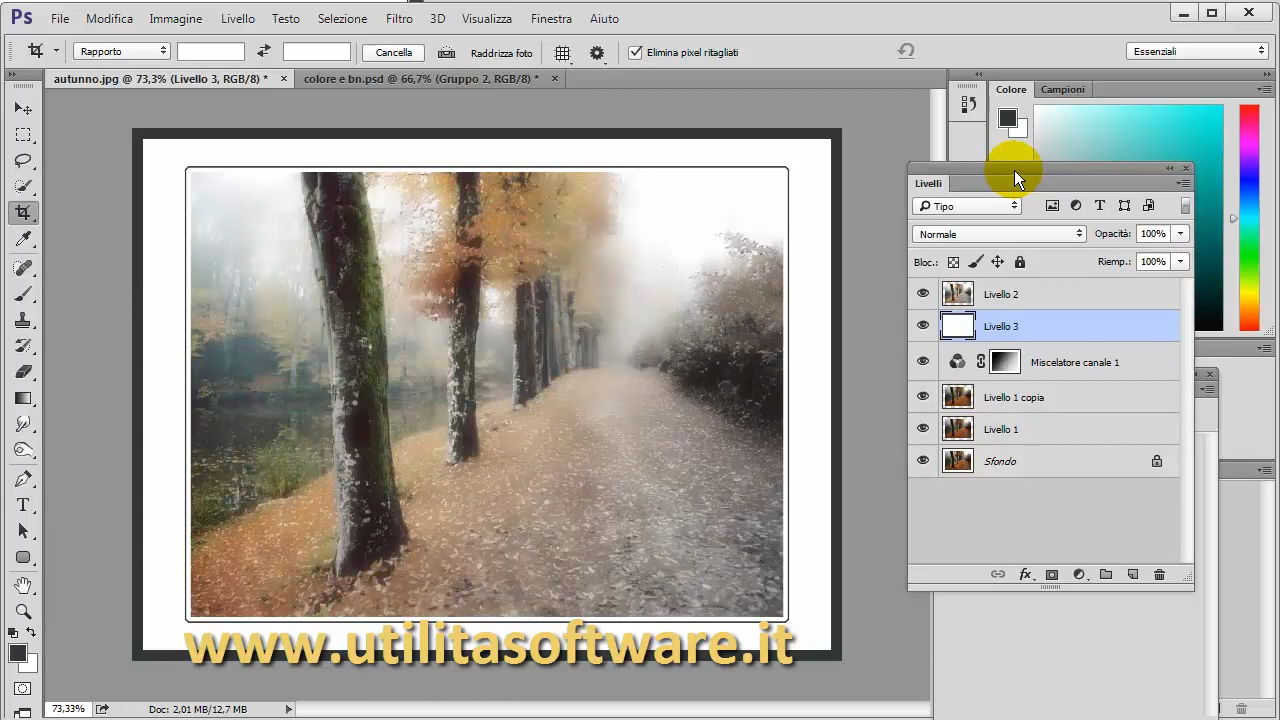 Ps File Modifica Immagine Livello Testo Selezione Filtro 3D Visualizza Finestra Aiuto
Rapporto Cancella Raddrizza foto Elimina pixel ritagliati Essenziali
autunno.jpg @ 73,3% (Livello 3, RGB/8) * colore e bn.psd @ 66,7% (Gruppo 2, RGB/8) *
Colore Campioni
Livelli
Tipo
Normale Opacità: 100%
Bloc.: Riemp.: 100%
Livello 2
Livello 3
Miscelatore canale 1
Livello 1 copia
Livello 1
Sfondo
www.utilitasoftware.it
73,33% Doc: 2,01 MB/12,7 MB